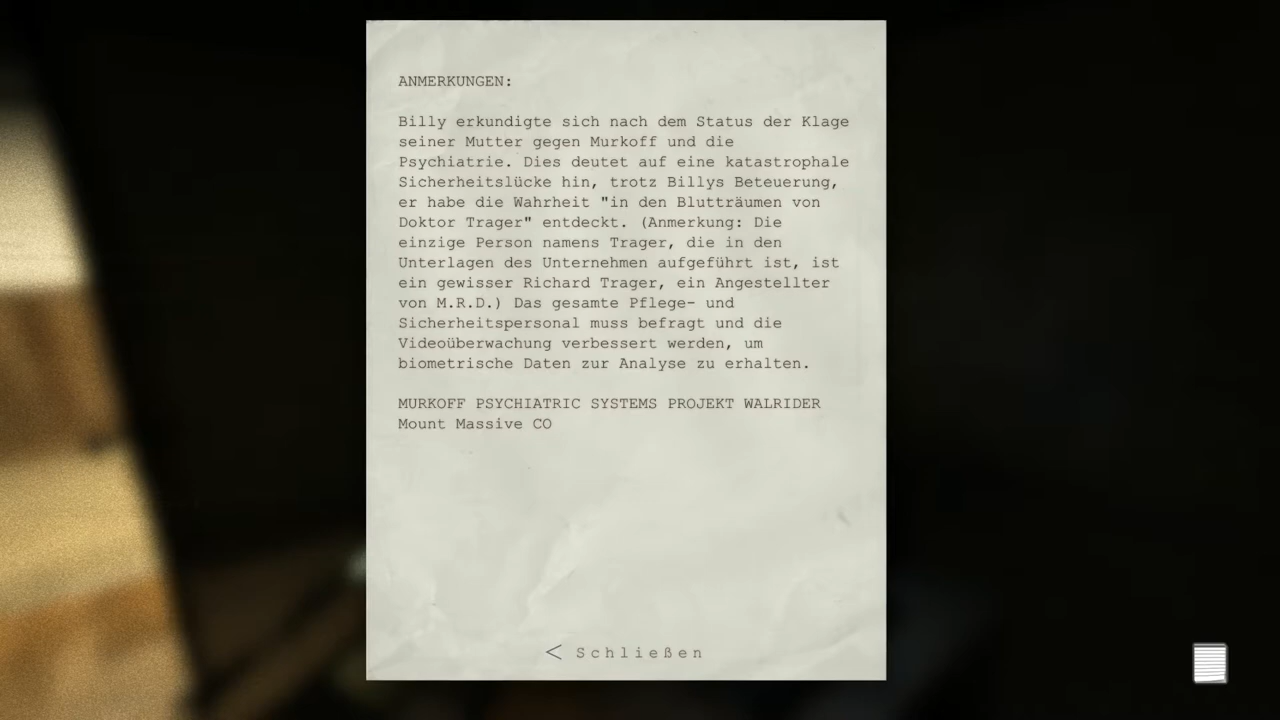 ANMERKUNGEN:
Billy erkundigte sich nach dem Status der Klage
seiner Mutter gegen Murkoff und die
Psychiatrie. Dies deutet auf eine katastrophale
Sicherheitslücke hin, trotz Billys Beteuerung,
er habe die Wahrheit "in den Blutträumen von
Doktor Trager" entdeckt. (Anmerkung: Die
einzige Person namens Trager, die in den
Unterlagen des Unternehmen aufgeführt ist, ist
ein gewisser Richard Trager, ein Angestellter
von M.R.D.) Das gesamte Pflege- und
Sicherheitspersonal muss befragt und die
Videoüberwachung verbessert werden, um
biometrische Daten zur Analyse zu erhalten.
MURKOFF PSYCHIATRIC SYSTEMS PROJEKT WALRIDER
Mount Massive CO
< Schließen